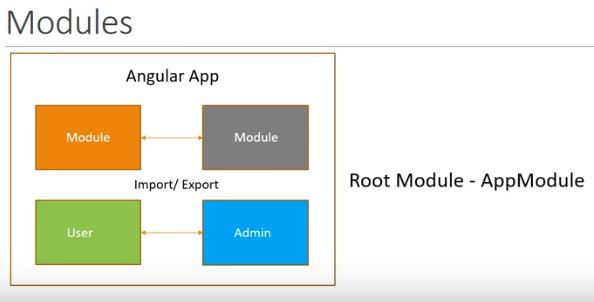 Modules
Angular App
Module
Module
Import/ Export
Root Module - AppModule
User
Admin